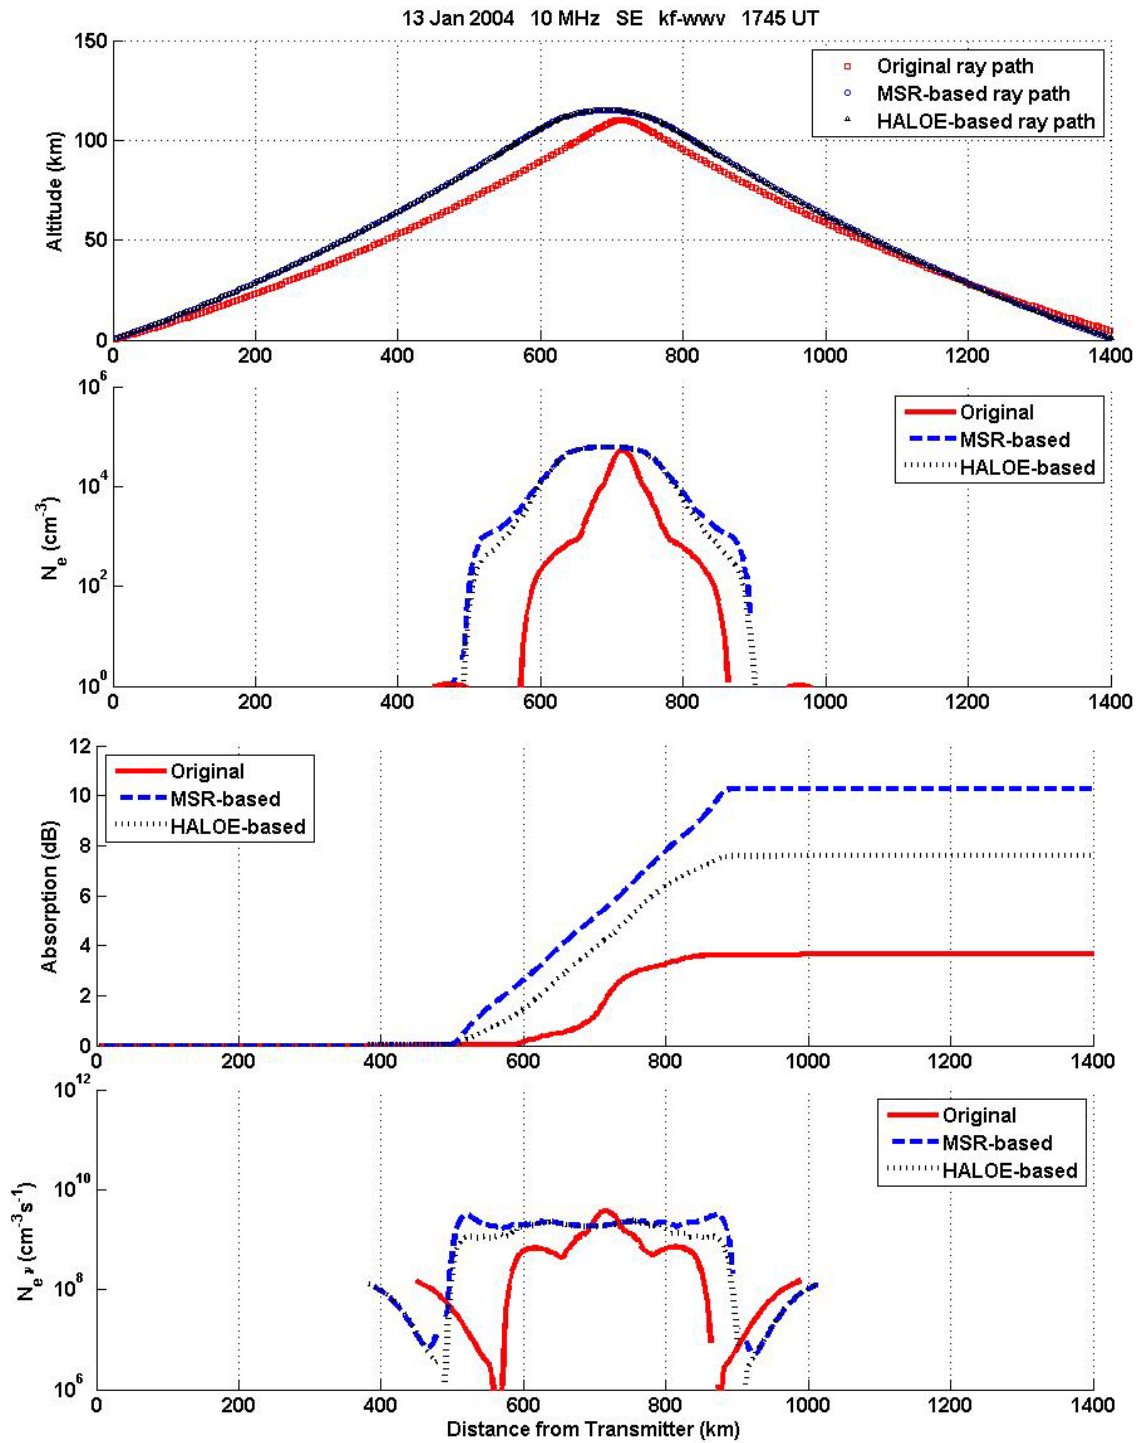 13 Jan 2004 10 MHz SE kf-wwv 1745 UT
150
100
50
0
Altitude (km)
Original ray path
MSR-based ray path
HALOE-based ray path
0 200 400 600 800 1000 1200 1400
10^6
10^4
10^2
10^0
N_e (cm^-3)
Original
MSR-based
HALOE-based
0 200 400 600 800 1000 1200 1400
12
10
8
6
4
2
0
Absorption (dB)
Original
MSR-based
HALOE-based
0 200 400 600 800 1000 1200 1400
10^12
10^10
10^8
10^6
N_e ν (cm^-3s^-1)
Original
MSR-based
HALOE-based
0 200 400 600 800 1000 1200 1400
Distance from Transmitter (km)